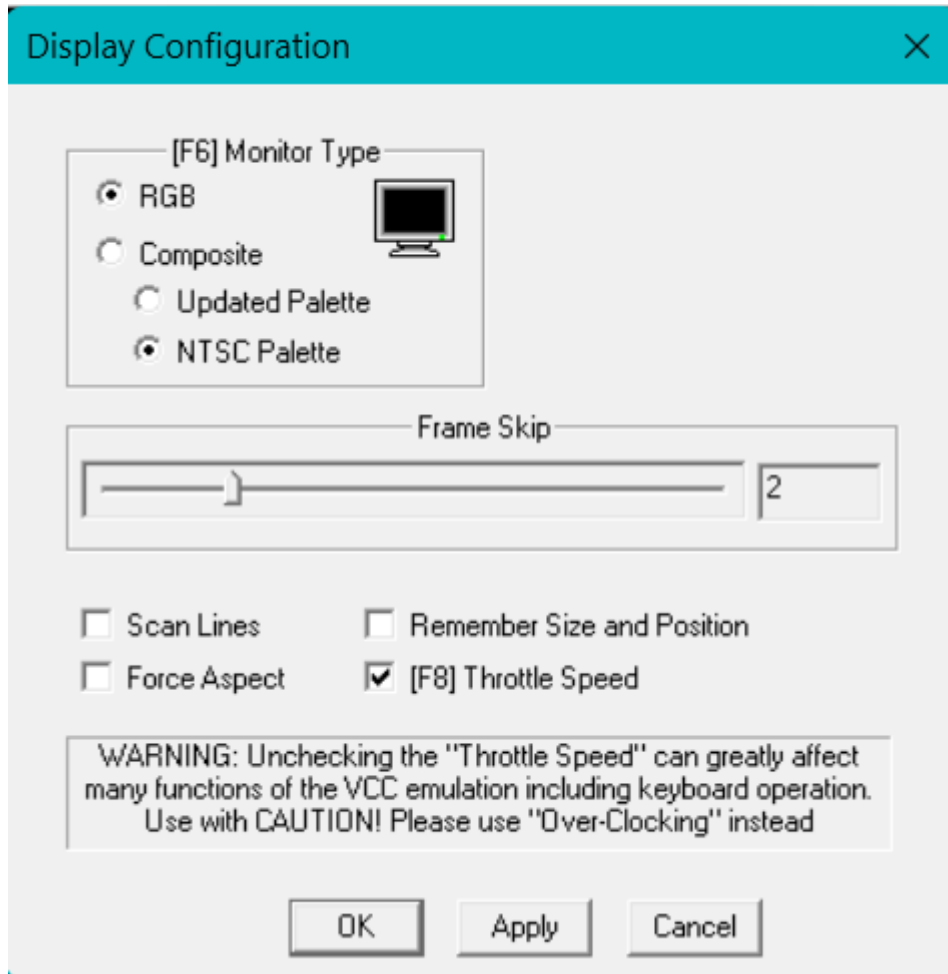 Display Configuration
[F6] Monitor Type
RGB
Composite
Updated Palette
NTSC Palette
Frame Skip
2
Scan Lines
Remember Size and Position
Force Aspect
[F8] Throttle Speed
WARNING: Unchecking the "Throttle Speed" can greatly affect
many functions of the VCC emulation including keyboard operation.
Use with CAUTION! Please use "Over-Clocking" instead
OK
Apply
Cancel